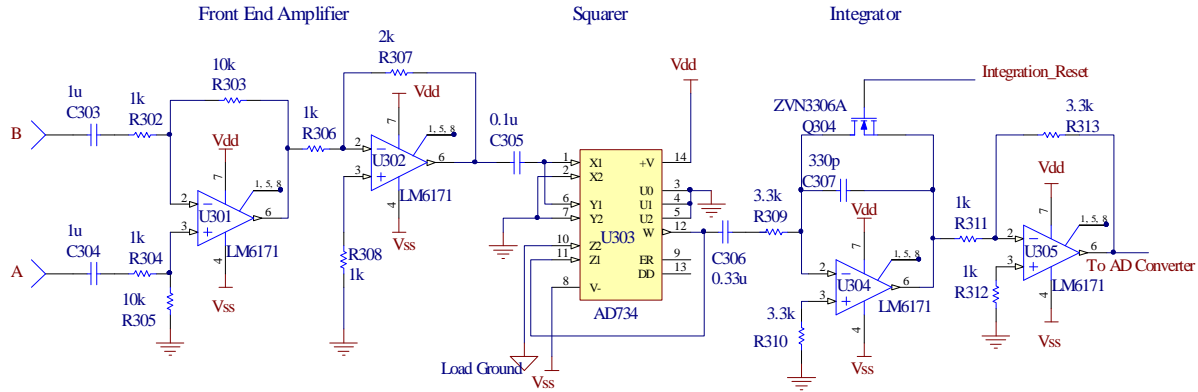 Front End Amplifier
Squarer
Integrator
2k
R307
10k
R303
Vdd
Vdd
Integration_Reset
ZVN3306A
Q304
3.3k
R313
1u
C303
1k
R302
B
Vdd
7
1, 5, 8
2
3
U301
6
4
LM6171
Vss
1k
R306
7
1, 5, 8
2
3
U302
6
4
LM6171
Vss
0.1u
C305
1u
C304
1k
R304
A
10k
R305
R308
1k
1
2
6
7
10
11
8
X1
X2
Y1
Y2
Z2
Z1
V-
+V
U0
U1
U2
W
ER
DD
14
3
4
5
12
9
13
U303
AD734
Load Ground
Vss
C306
0.33u
3.3k
R309
330p
C307
Vdd
7
1, 5, 8
2
3
U304
6
4
LM6171
Vss
3.3k
R310
1k
R311
Vdd
7
1, 5, 8
2
3
U305
6
4
LM6171
Vss
1k
R312
To AD Converter